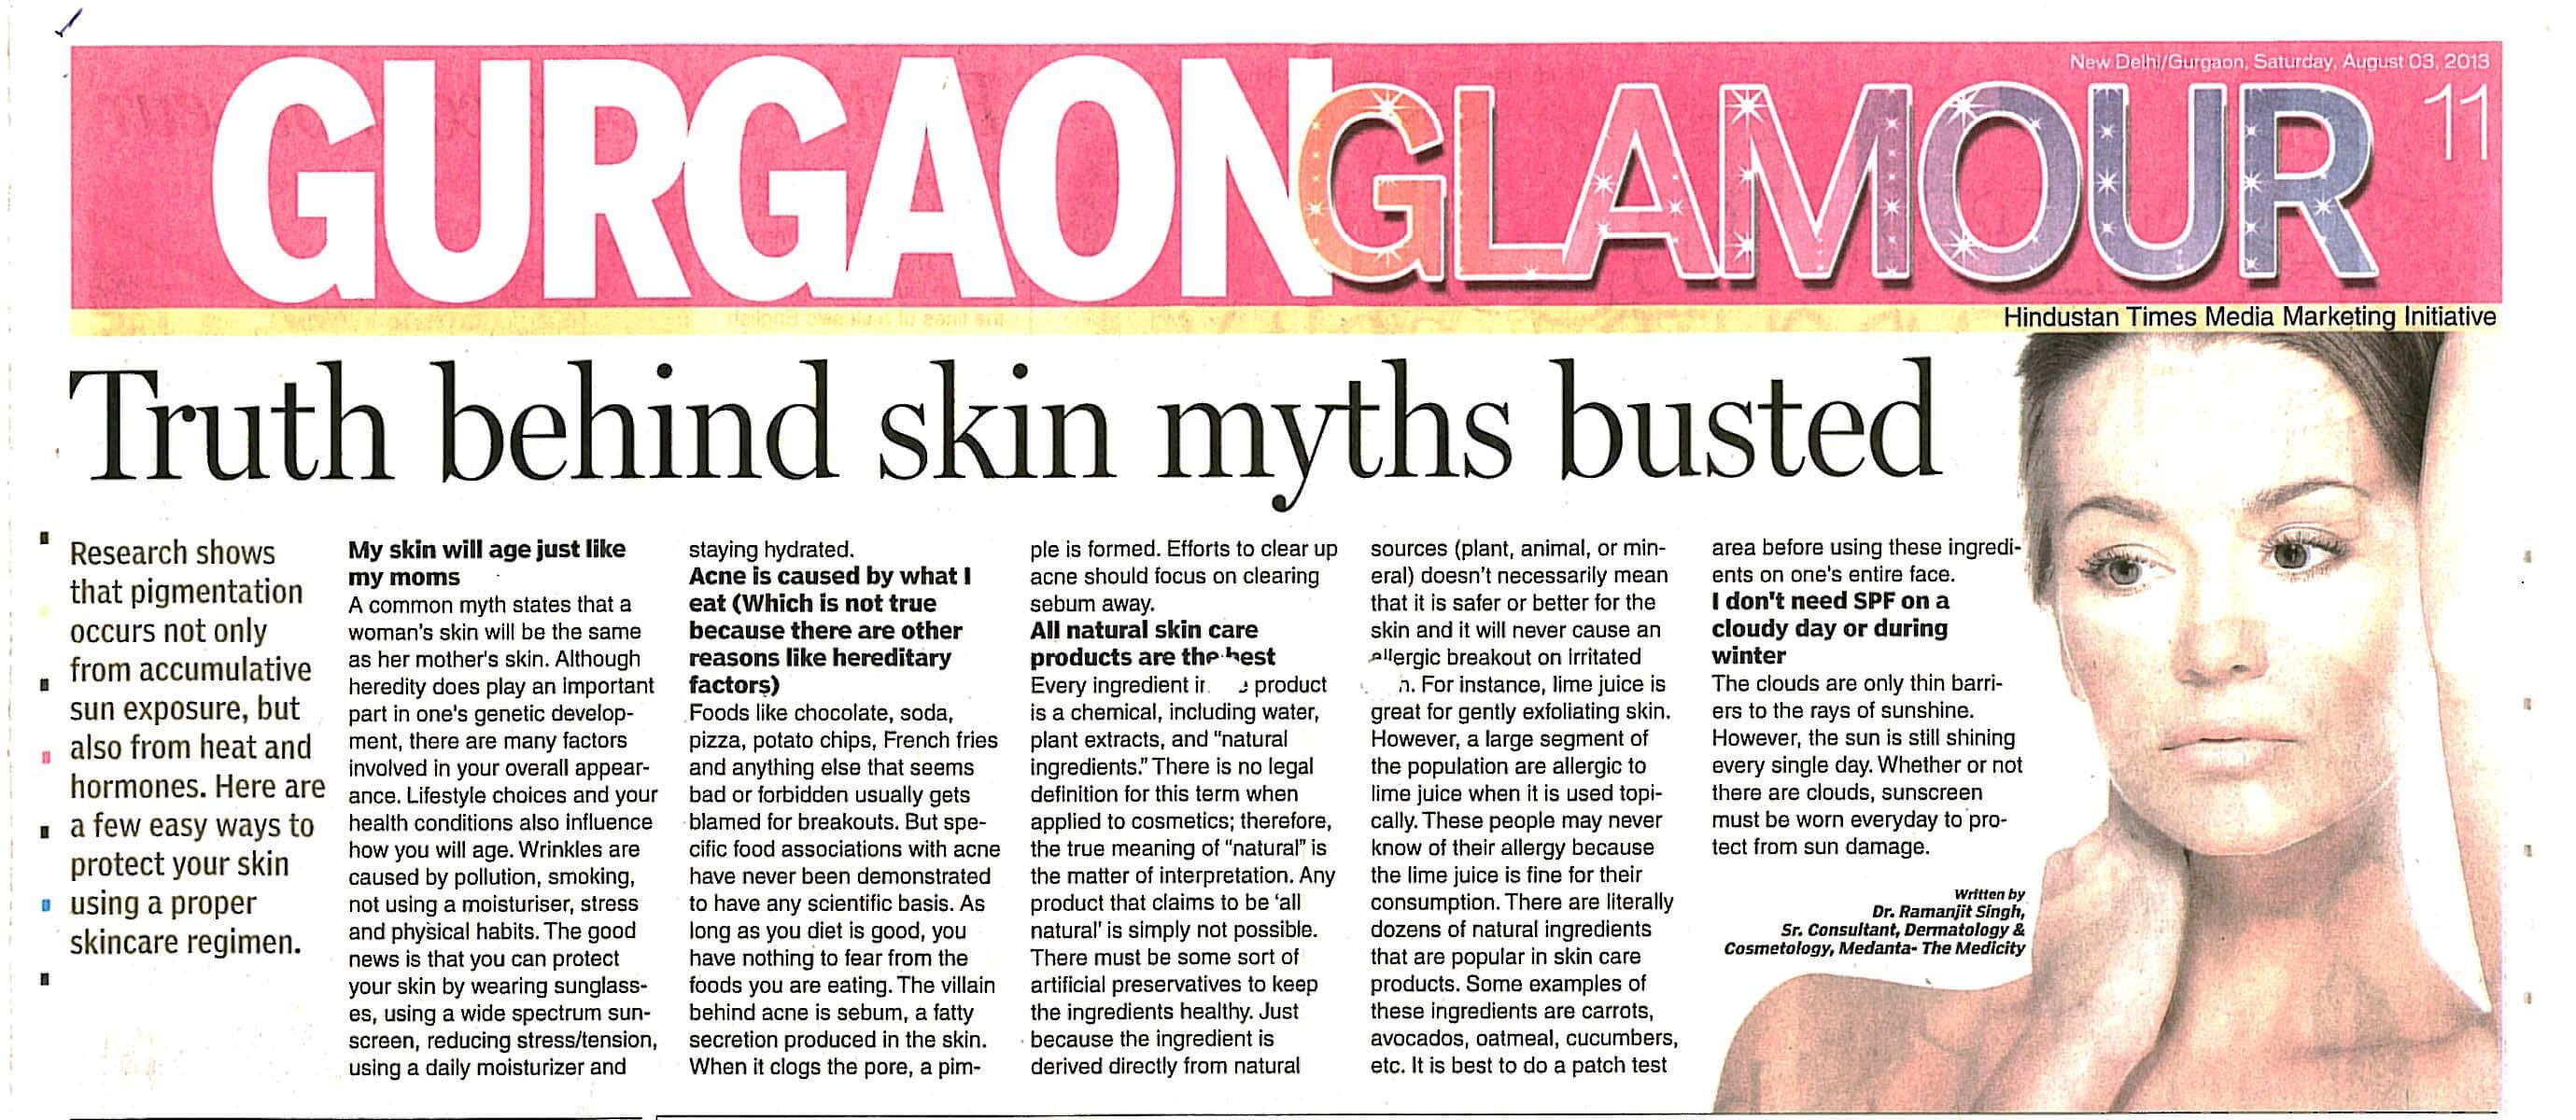 New Delhi/Gurgaon, Saturday, August 03, 2013
GURGAON GLAMOUR 11
Hindustan Times Media Marketing Initiative
Truth behind skin myths busted
Research shows
that pigmentation
occurs not only
from accumulative
sun exposure, but
also from heat and
hormones. Here are
a few easy ways to
protect your skin
using a proper
skincare regimen.
My skin will age just like
my moms
A common myth states that a
woman's skin will be the same
as her mother's skin. Although
heredity does play an important
part in one's genetic develop-
ment, there are many factors
involved in your overall appear-
ance. Lifestyle choices and your
health conditions also influence
how you will age. Wrinkles are
caused by pollution, smoking,
not using a moisturiser, stress
and physical habits. The good
news is that you can protect
your skin by wearing sunglass-
es, using a wide spectrum sun-
screen, reducing stress/tension,
using a daily moisturizer and
staying hydrated.
Acne is caused by what I
eat (Which is not true
because there are other
reasons like hereditary
factors)
Foods like chocolate, soda,
pizza, potato chips, French fries
and anything else that seems
bad or forbidden usually gets
blamed for breakouts. But spe-
cific food associations with acne
have never been demonstrated
to have any scientific basis. As
long as you diet is good, you
have nothing to fear from the
foods you are eating. The villain
behind acne is sebum, a fatty
secretion produced in the skin.
When it clogs the pore, a pim-
ple is formed. Efforts to clear up
acne should focus on clearing
sebum away.
All natural skin care
products are the best
Every ingredient product
is a chemical, including water,
plant extracts, and "natural
ingredients." There is no legal
definition for this term when
applied to cosmetics; therefore,
the true meaning of "natural" is
the matter of interpretation. Any
product that claims to be 'all
natural' is simply not possible.
There must be some sort of
artificial preservatives to keep
the ingredients healthy. Just
because the ingredient is
derived directly from natural
sources (plant, animal, or min-
eral) doesn't necessarily mean
that it is safer or better for the
skin and it will never cause an
allergic breakout on irritated
For instance, lime juice is
great for gently exfoliating skin.
However, a large segment of
the population are allergic to
lime juice when it is used topi-
cally. These people may never
know of their allergy because
the lime juice is fine for their
consumption. There are literally
dozens of natural ingredients
that are popular in skin care
products. Some examples of
these ingredients are carrots,
avocados, oatmeal, cucumbers,
etc. It is best to do a patch test
area before using these ingredi-
ents on one's entire face.
I don't need SPF on a
cloudy day or during
winter
The clouds are only thin barri-
ers to the rays of sunshine.
However, the sun is still shining
every single day. Whether or not
there are clouds, sunscreen
must be worn everyday to pro-
tect from sun damage.
Written by
Dr. Ramanjit Singh,
Sr. Consultant, Dermatology &
Cosmetology, Medanta- The Medicity